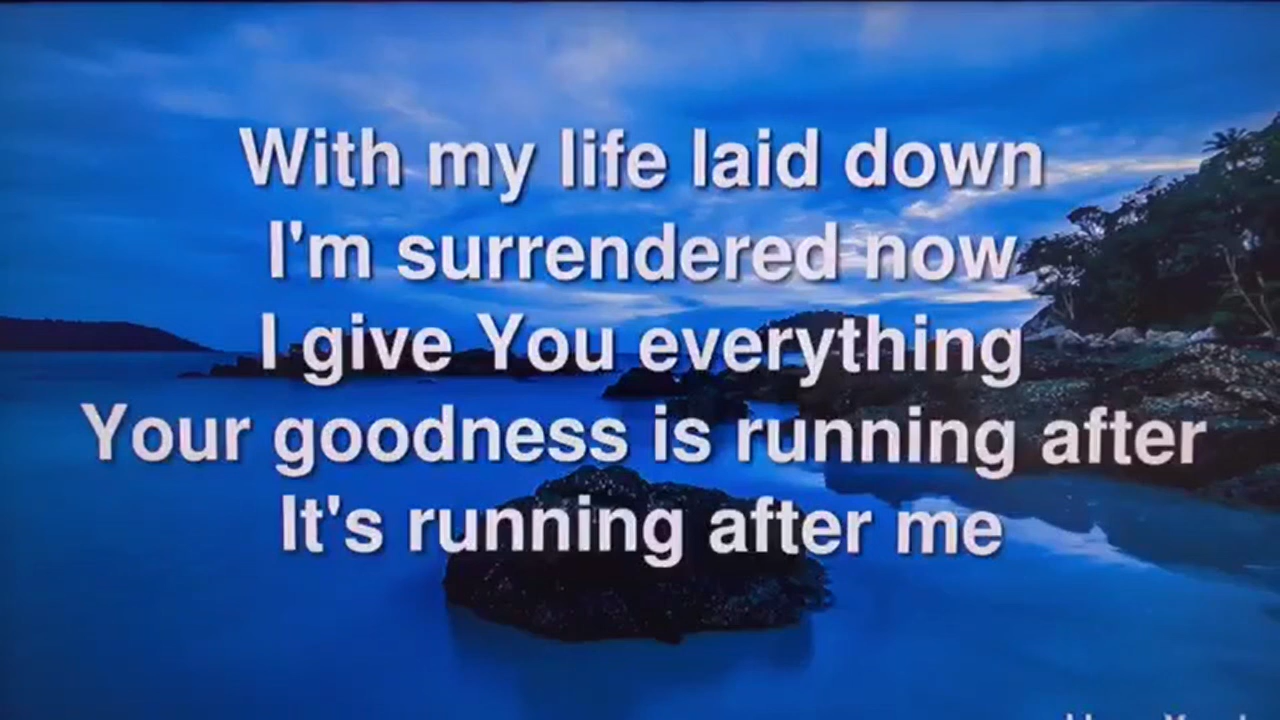 With my life laid down
I'm surrendered now
I give You everything
Your goodness is running after
It's running after me